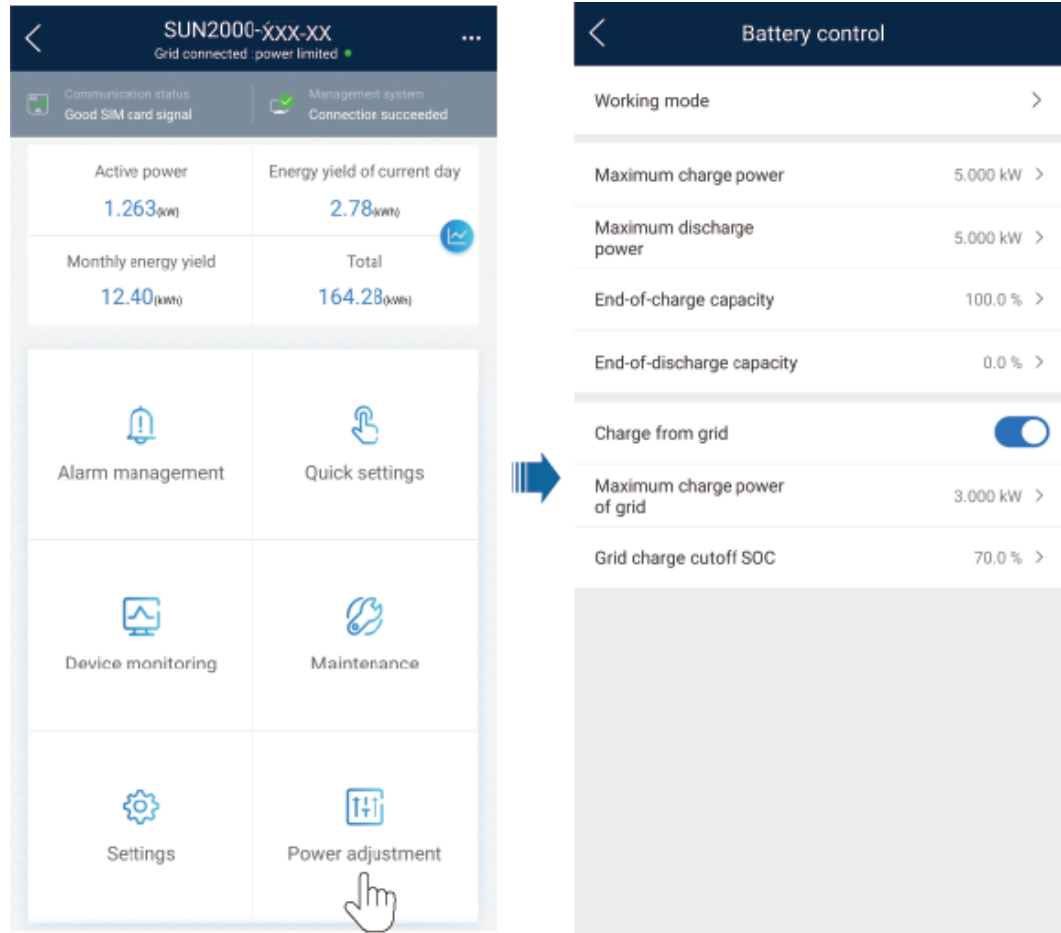 SUN2000-XXX-XX
Grid connected :power limited
Communication status
Good SIM card signal
Management system
Connection succeeded
Active power
1.263(kW)
Energy yield of current day
2.78(kWh)
Monthly energy yield
12.40(kWh)
Total
164.28(kWh)
Alarm management
Quick settings
Device monitoring
Maintenance
Settings
Power adjustment
Battery control
Working mode
Maximum charge power
5.000 kW
Maximum discharge
power
5.000 kW
End-of-charge capacity
100.0 %
End-of-discharge capacity
0.0 %
Charge from grid
Maximum charge power
of grid
3.000 kW
Grid charge cutoff SOC
70.0 %